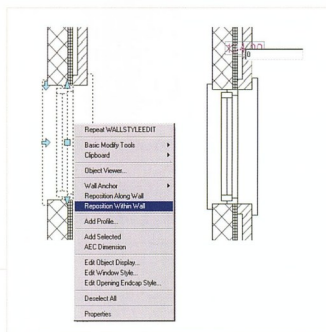 Repeat WALLSTYLEEDIT
Basic Modify Tools
Clipboard
Object Viewer...
Wall Anchor
Reposition Along Wall
Reposition Within Wall
Add Profile...
Add Selected
AEC Dimension
Edit Object Display...
Edit Window Style...
Edit Opening Endcap Style...
Deselect All
Properties
0